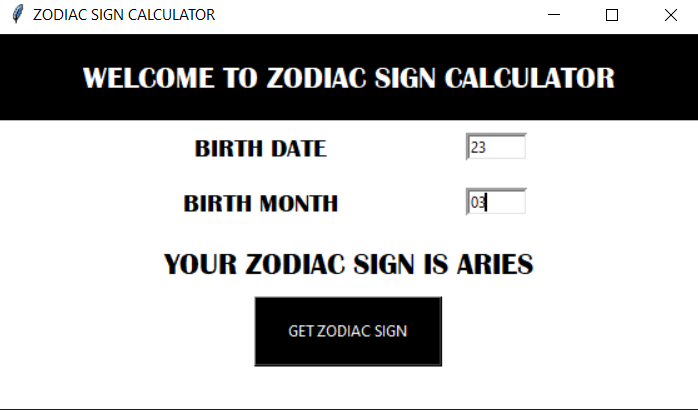 ZODIAC SIGN CALCULATOR
WELCOME TO ZODIAC SIGN CALCULATOR
BIRTH DATE 23
BIRTH MONTH 03
YOUR ZODIAC SIGN IS ARIES
GET ZODIAC SIGN